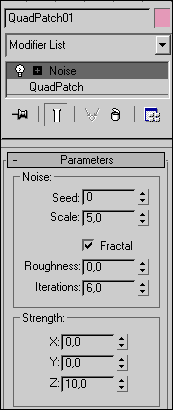 QuadPatch01
Modifier List
Noise
QuadPatch
Parameters
Noise:
Seed: 0
Scale: 5,0
Fractal
Roughness: 0,0
Iterations: 6,0
Strength:
X: 0,0
Y: 0,0
Z: 10,0